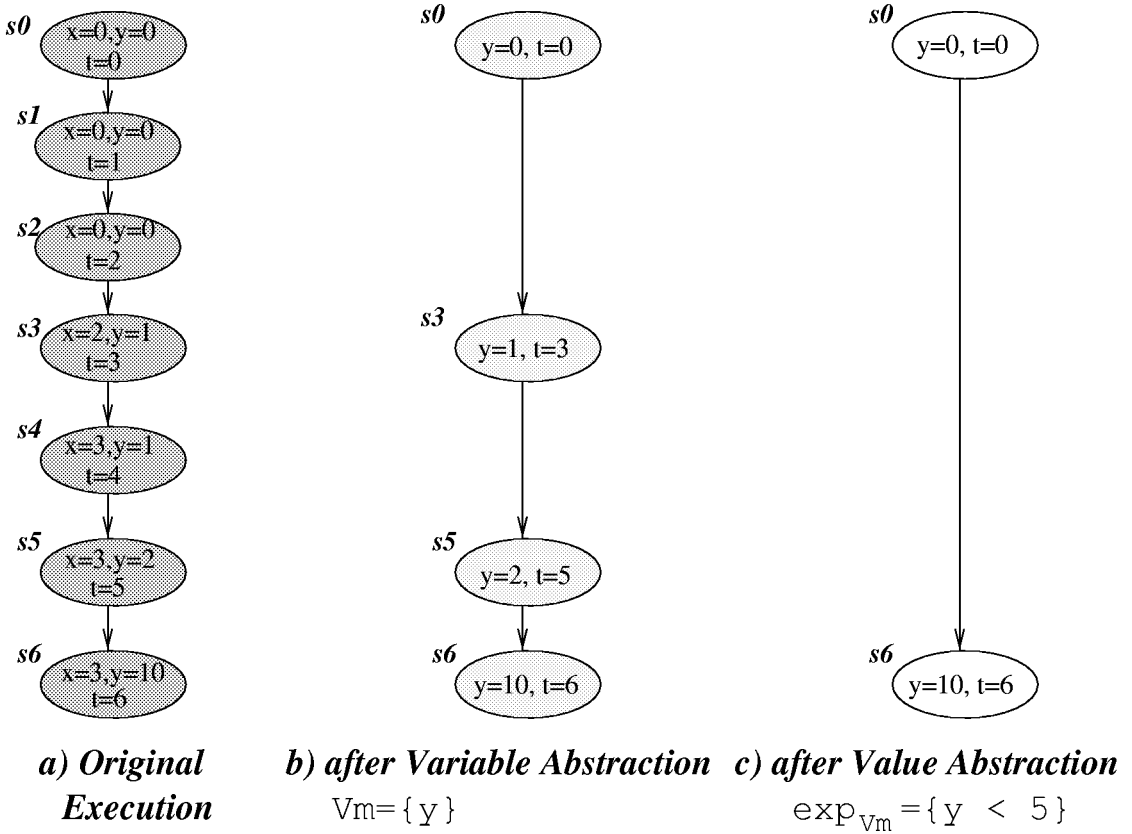 s0
x=0,y=0
t=0
s1
x=0,y=0
t=1
s2
x=0,y=0
t=2
s3
x=2,y=1
t=3
s4
x=3,y=1
t=4
s5
x=3,y=2
t=5
s6
x=3,y=10
t=6
a) Original
Execution
s0
y=0, t=0
s3
y=1, t=3
s5
y=2, t=5
s6
y=10, t=6
b) after Variable Abstraction
Vm={y}
s0
y=0, t=0
s6
y=10, t=6
c) after Value Abstraction
exp_Vm={y < 5}